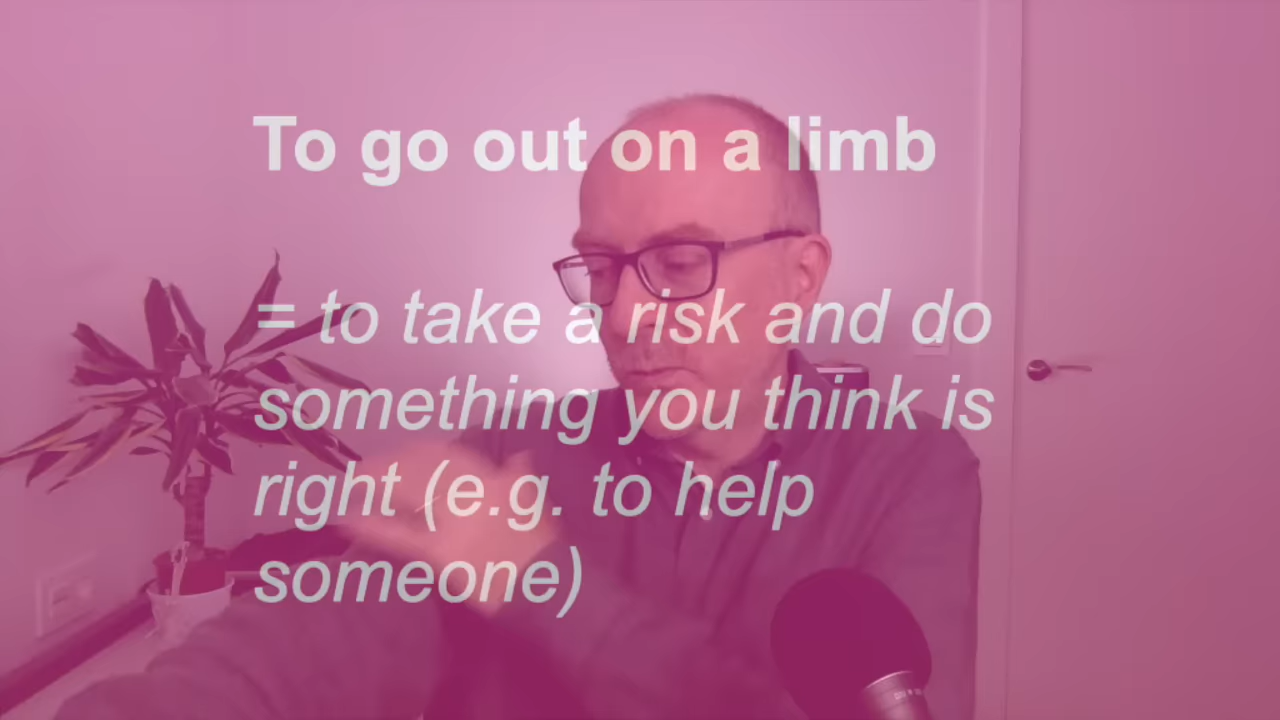 To go out on a limb
= to take a risk and do
something you think is
right (e.g. to help
someone)